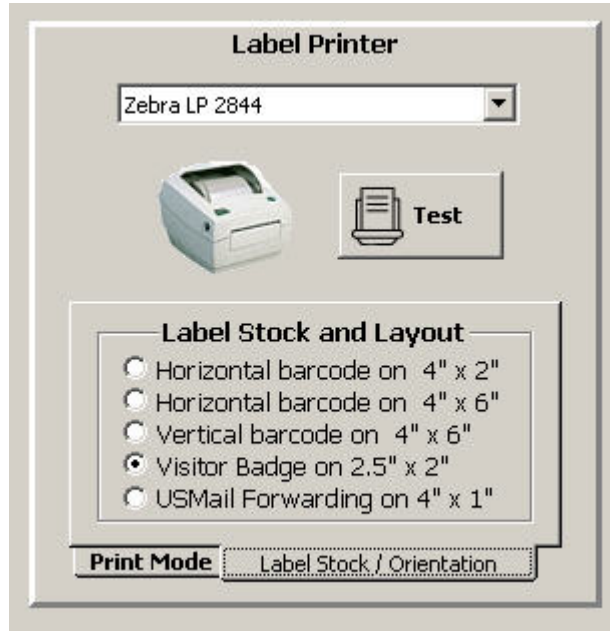 Label Printer
Zebra LP 2844
Test
Label Stock and Layout
Horizontal barcode on  4" x 2"
Horizontal barcode on  4" x 6"
Vertical barcode on  4" x 6"
Visitor Badge on 2.5" x 2"
USMail Forwarding on 4" x 1"
Print Mode Label Stock / Orientation